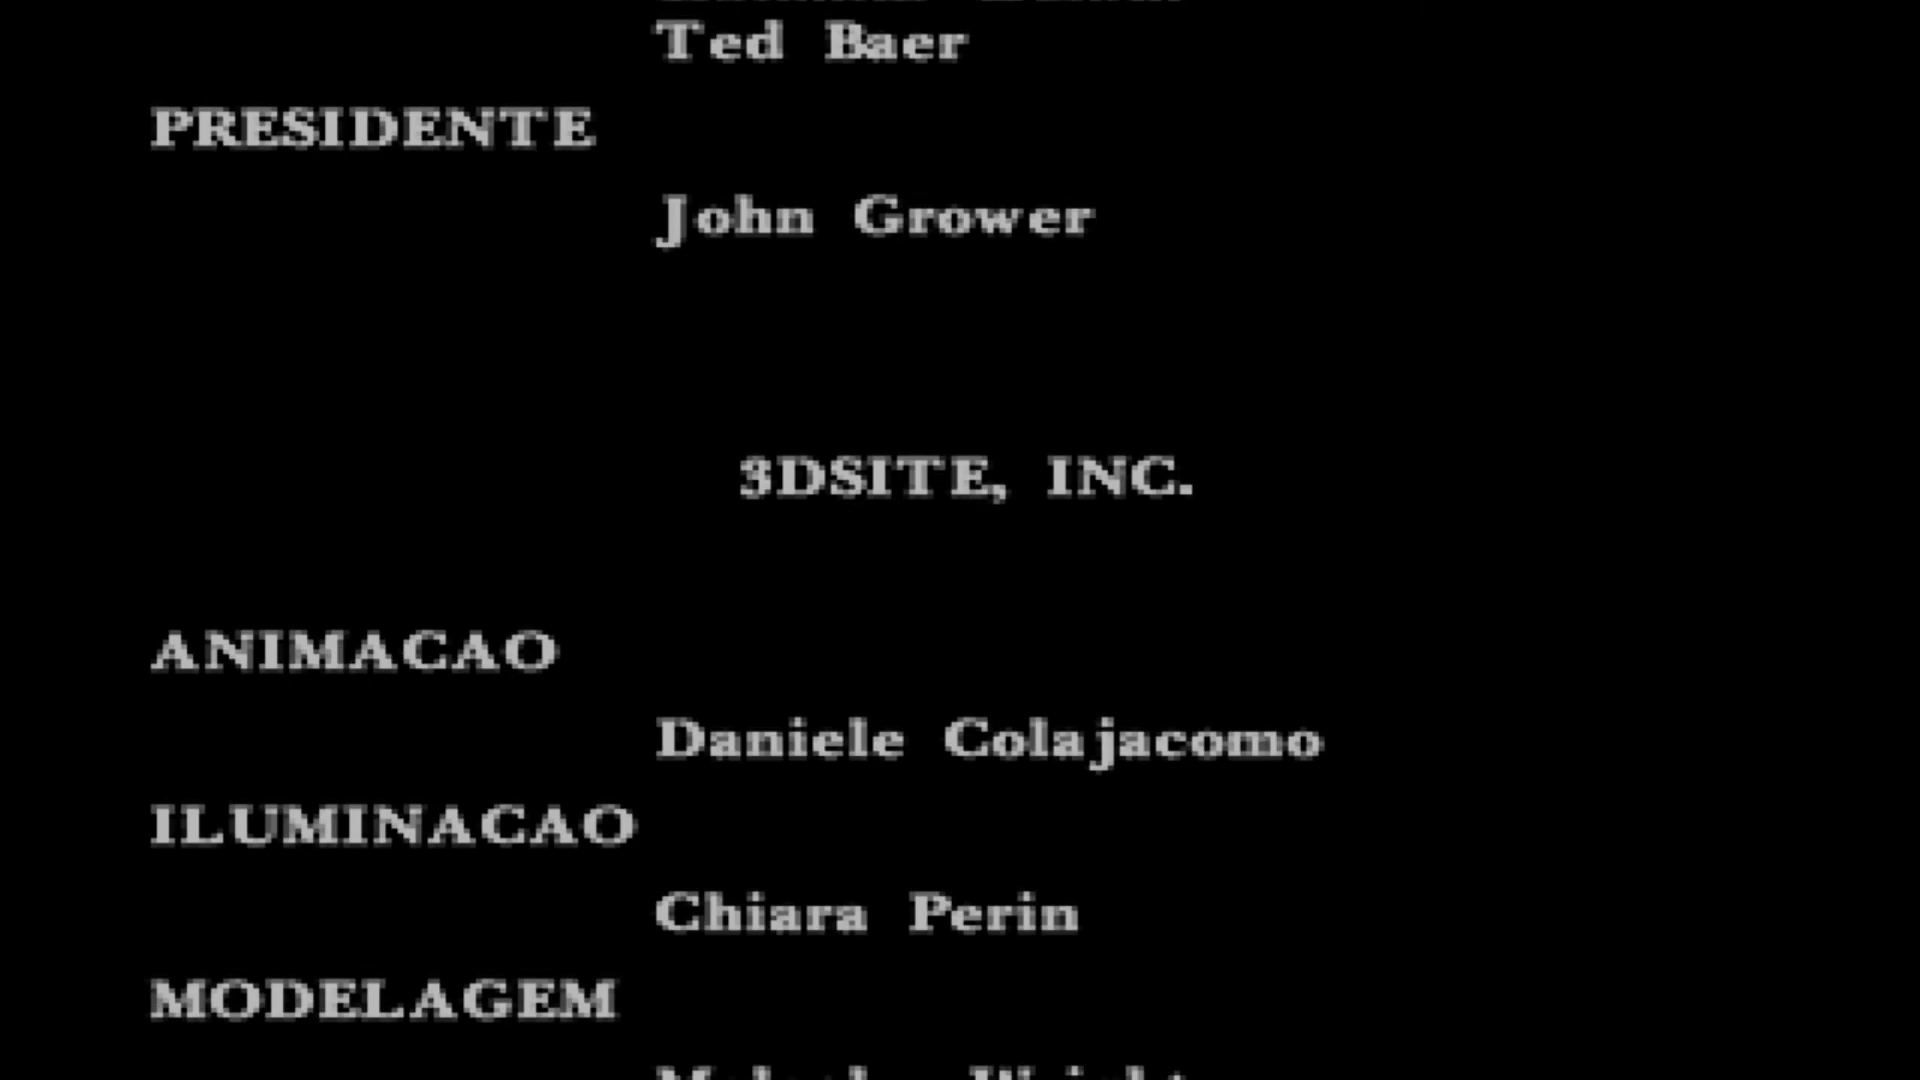 Ted Baer
PRESIDENTE
John Grower
3DSITE, INC.
ANIMACAO
Daniele Colajacomo
ILUMINACAO
Chiara Perin
MODELAGEM